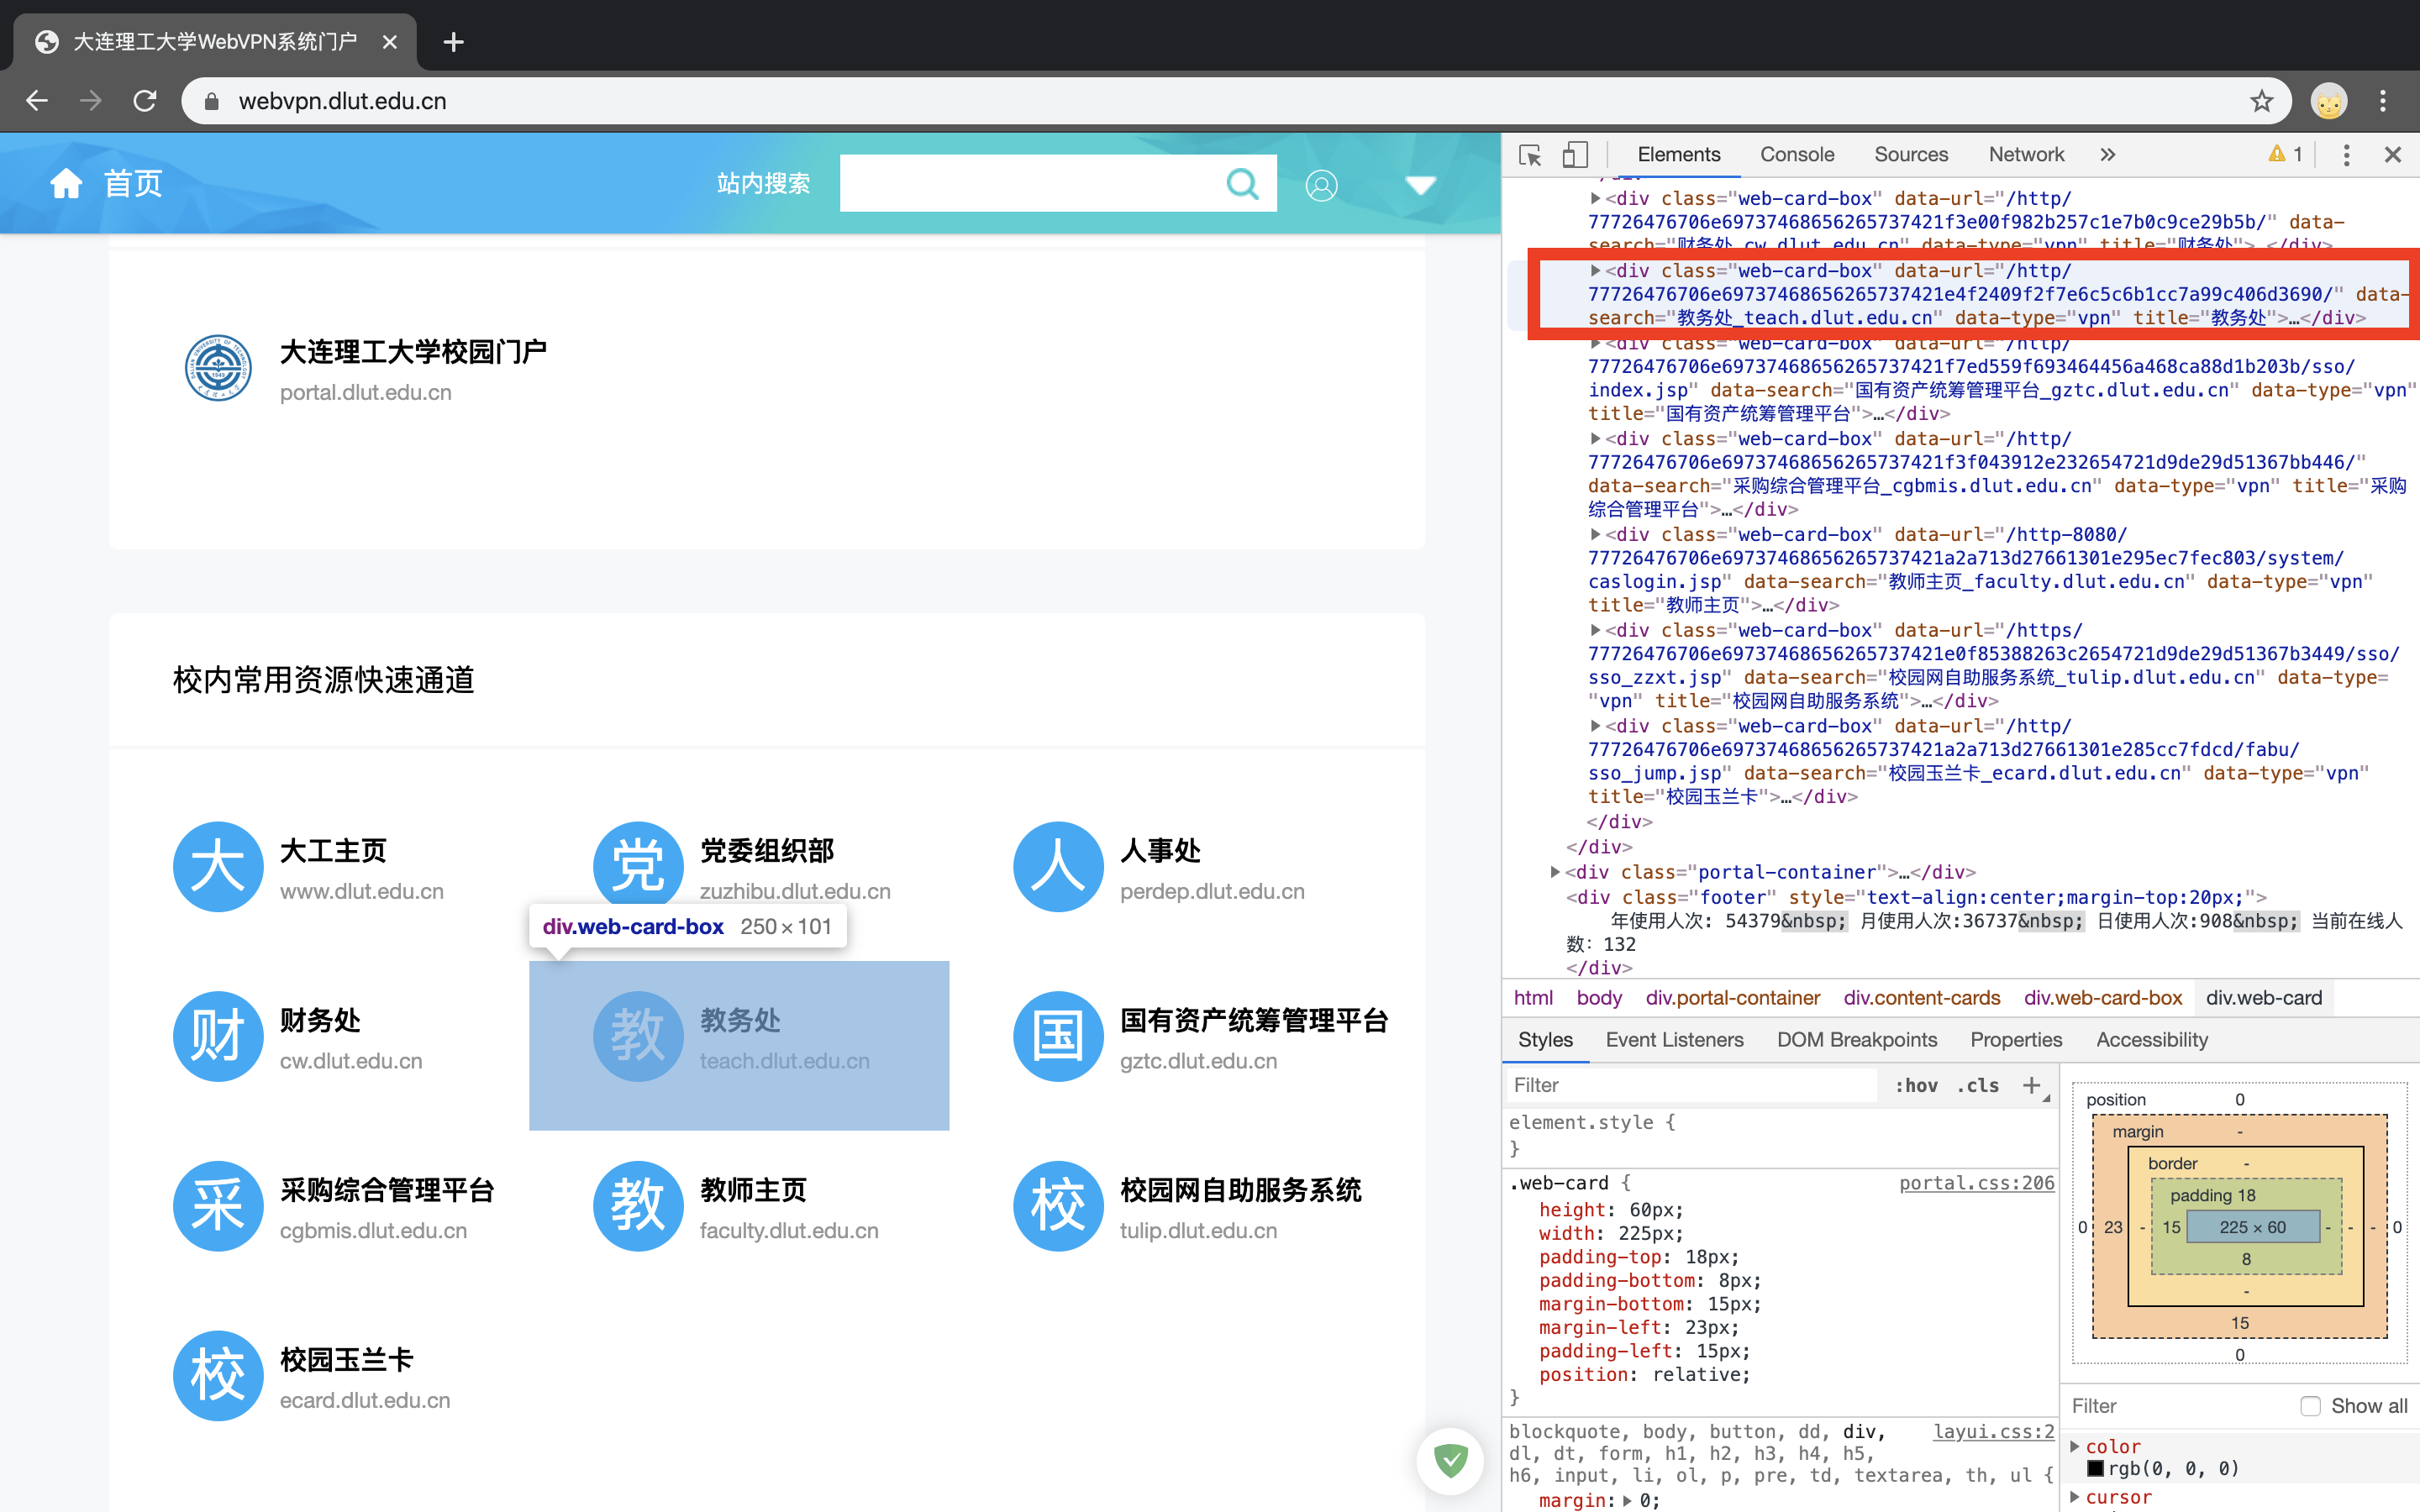 大连理工大学WebVPN系统门户
webvpn.dlut.edu.cn
首页
站内搜索
大连理工大学校园门户
portal.dlut.edu.cn
校内常用资源快速通道
大 大工主页
www.dlut.edu.cn
党 党委组织部
zuzhibu.dlut.edu.cn
人 人事处
perdep.dlut.edu.cn
div.web-card-box 250 × 101
财 财务处
cw.dlut.edu.cn
教 教务处
teach.dlut.edu.cn
国 国有资产统筹管理平台
gztc.dlut.edu.cn
采 采购综合管理平台
cgbmis.dlut.edu.cn
教 教师主页
faculty.dlut.edu.cn
校 校园网自助服务系统
tulip.dlut.edu.cn
校 校园玉兰卡
ecard.dlut.edu.cn
Elements Console Sources Network » 1
<div class="web-card-box" data-url="/http/
77726476706e69737468656265737421f3e00f982b257c1e7b0c9ce29b5b/" data-
search="财务处_cw.dlut.edu.cn" data-type="vpn" title="财务处">…</div>
<div class="web-card-box" data-url="/http/
77726476706e69737468656265737421e4f2409f2f7e6c5c6b1cc7a99c406d3690/" data-
search="教务处_teach.dlut.edu.cn" data-type="vpn" title="教务处">…</div>
<div class="web-card-box" data-url="/http/
77726476706e69737468656265737421f7ed559f693464456a468ca88d1b203b/sso/
index.jsp" data-search="国有资产统筹管理平台_gztc.dlut.edu.cn" data-type="vpn"
title="国有资产统筹管理平台">…</div>
<div class="web-card-box" data-url="/http/
77726476706e69737468656265737421f3f043912e232654721d9de29d51367bb446/"
data-search="采购综合管理平台_cgbmis.dlut.edu.cn" data-type="vpn" title="采购
综合管理平台">…</div>
<div class="web-card-box" data-url="/http-8080/
77726476706e69737468656265737421a2a713d27661301e295ec7fec803/system/
caslogin.jsp" data-search="教师主页_faculty.dlut.edu.cn" data-type="vpn"
title="教师主页">…</div>
<div class="web-card-box" data-url="/https/
77726476706e69737468656265737421e0f85388263c2654721d9de29d51367b3449/sso/
sso_zzxt.jsp" data-search="校园网自助服务系统_tulip.dlut.edu.cn" data-type=
"vpn" title="校园网自助服务系统">…</div>
<div class="web-card-box" data-url="/http/
77726476706e69737468656265737421a2a713d27661301e285cc7fdcd/fabu/
sso_jump.jsp" data-search="校园玉兰卡_ecard.dlut.edu.cn" data-type="vpn"
title="校园玉兰卡">…</div>
</div>
</div>
<div class="portal-container">…</div>
<div class="footer" style="text-align:center;margin-top:20px;">
年使用人次: 54379&nbsp; 月使用人次:36737&nbsp; 日使用人次:908&nbsp; 当前在线人
数: 132
</div>
html body div.portal-container div.content-cards div.web-card-box div.web-card
Styles Event Listeners DOM Breakpoints Properties Accessibility
Filter :hov .cls +
element.style {
}
.web-card { portal.css:206
height: 60px;
width: 225px;
padding-top: 18px;
padding-bottom: 8px;
margin-bottom: 15px;
margin-left: 23px;
padding-left: 15px;
position: relative;
}
blockquote, body, button, dd, div, layui.css:2
dl, dt, form, h1, h2, h3, h4, h5,
h6, input, li, ol, p, pre, td, textarea, th, ul {
margin: 0;
position 0
margin -
border -
padding 18
0 23 - 15 225 × 60 - - - 0
8
-
15
0
Filter Show all
color
rgb(0, 0, 0)
cursor